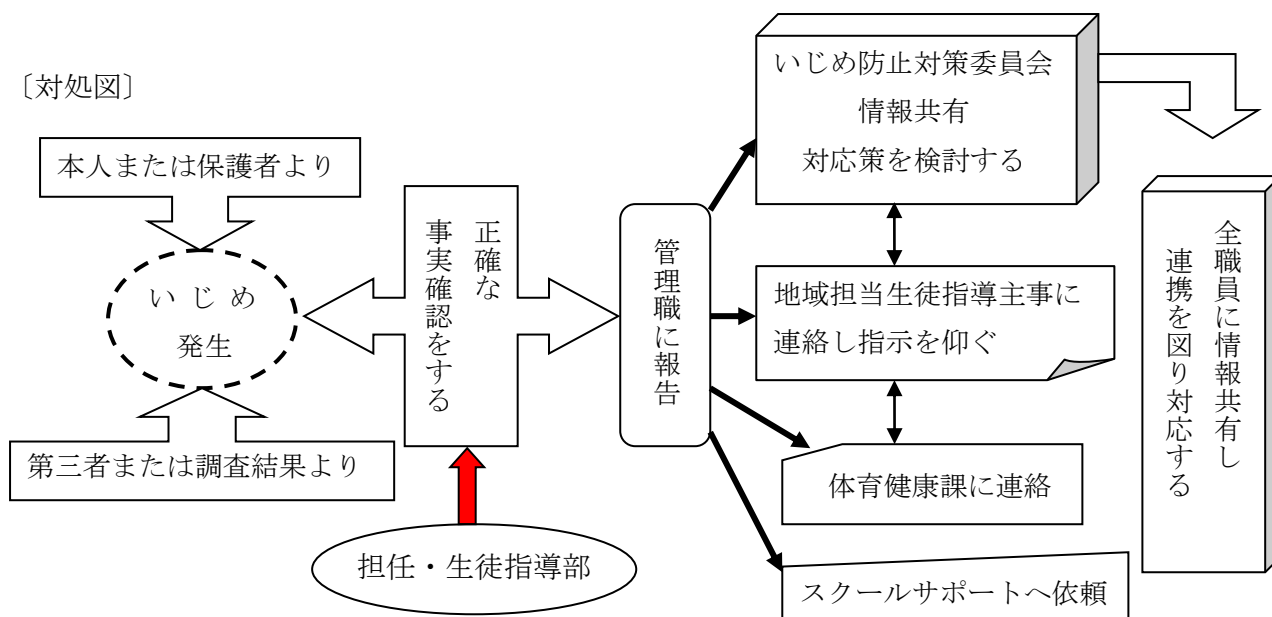 〔対処図〕
本人または保護者より
いじめ
発生
第三者または調査結果より
正確な
事実確認をする
担任・生徒指導部
管理職に報告
いじめ防止対策委員会
情報共有
対応策を検討する
地域担当生徒指導主事に
連絡し指示を仰ぐ
体育健康課に連絡
スクールサポートへ依頼
全職員に情報共有し
連携を図り対応する